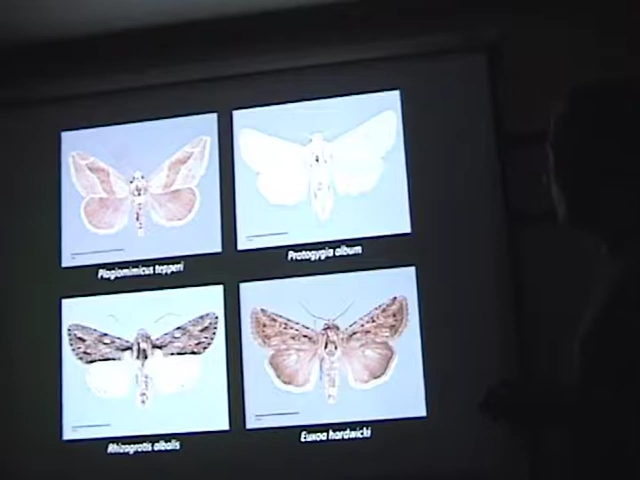 Plagiomimicus tepperi
Protogygia album
Rhizagrotis albalis
Euxoa hardwicki